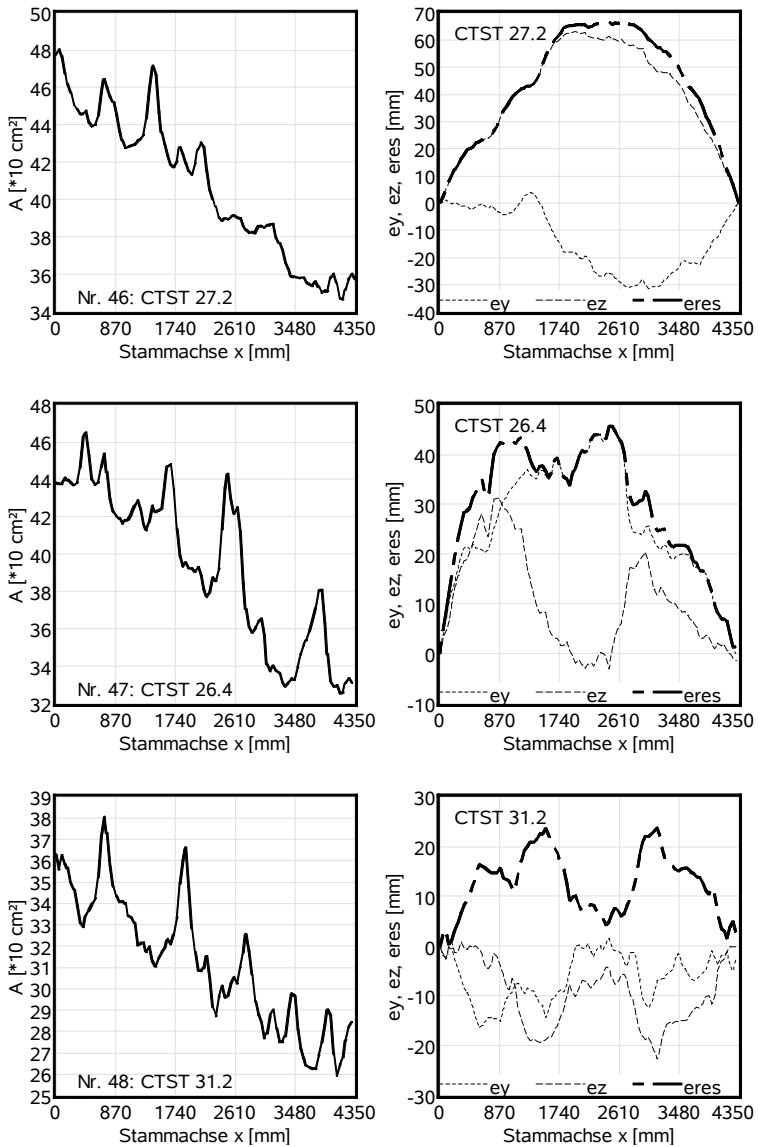 50
48
46
44
42
40
38
36
34
A [*10 cm²]
Nr. 46: CTST 27.2
0 870 1740 2610 3480 4350
Stammachse x [mm]
70
60
50
40
30
20
10
0
-10
-20
-30
-40
ey, ez, eres [mm]
CTST 27.2
ey ez eres
0 870 1740 2610 3480 4350
Stammachse x [mm]
48
46
44
42
40
38
36
34
32
A [*10 cm²]
Nr. 47: CTST 26.4
0 870 1740 2610 3480 4350
Stammachse x [mm]
50
40
30
20
10
0
-10
ey, ez, eres [mm]
CTST 26.4
ey ez eres
0 870 1740 2610 3480 4350
Stammachse x [mm]
39
38
37
36
35
34
33
32
31
30
29
28
27
26
25
A [*10 cm²]
Nr. 48: CTST 31.2
0 870 1740 2610 3480 4350
Stammachse x [mm]
30
20
10
0
-10
-20
-30
ey, ez, eres [mm]
CTST 31.2
ey ez eres
0 870 1740 2610 3480 4350
Stammachse x [mm]